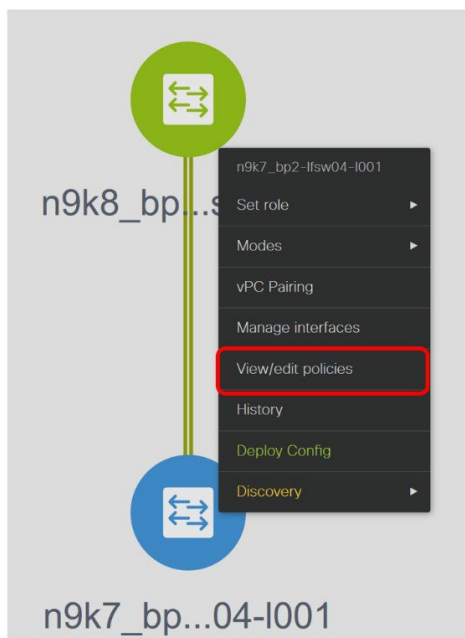 n9k8_bp...s
n9k7_bp2-lfsw04-l001
Set role
Modes
vPC Pairing
Manage interfaces
View/edit policies
History
Deploy Config
Discovery
n9k7_bp...04-l001